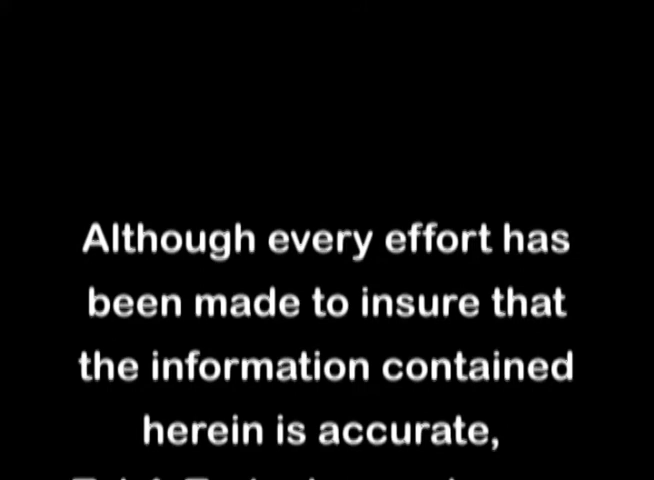 Although every effort has
been made to insure that
the information contained
herein is accurate,